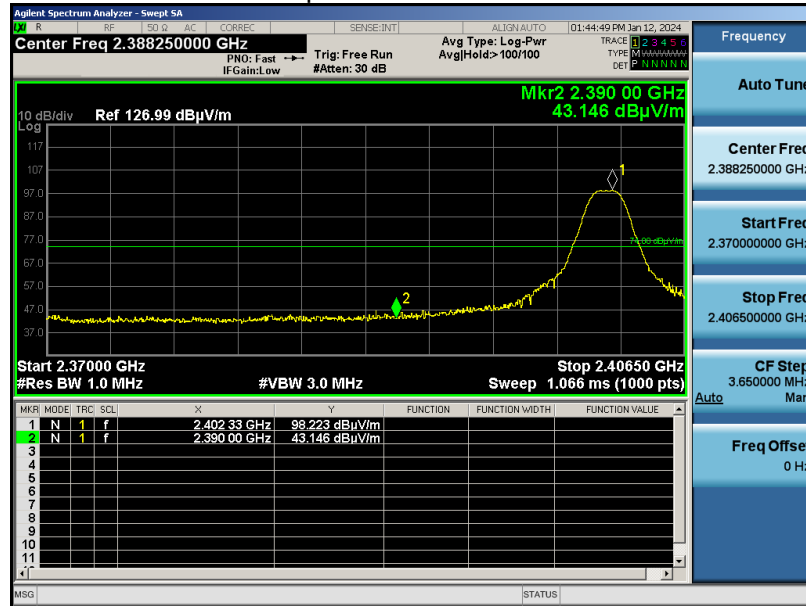 Agilent Spectrum Analyzer - Swept SA
LXI R RF 50 Ω AC CORREC SENSE:INT ALIGN AUTO 01:44:49 PM Jan 12, 2024
Center Freq 2.388250000 GHz
PNO: Fast
IFGain:Low
Trig: Free Run
#Atten: 30 dB
Avg Type: Log-Pwr
Avg|Hold:>100/100
TRACE 1 2 3 4 5 6
TYPE M
DET P N N N N N
Mkr2 2.390 00 GHz
43.146 dBµV/m
10 dB/div Ref 126.99 dBµV/m
Log
117
107
97.0
87.0
77.0
67.0
57.0
47.0
37.0
1
2
74.00 dBµV/m
Start 2.37000 GHz Stop 2.40650 GHz
#Res BW 1.0 MHz #VBW 3.0 MHz Sweep 1.066 ms (1000 pts)
MKR MODE TRC SCL X Y FUNCTION FUNCTION WIDTH FUNCTION VALUE
1 N 1 f 2.402 33 GHz 98.223 dBµV/m
2 N 1 f 2.390 00 GHz 43.146 dBµV/m
3
4
5
6
7
8
9
10
11
MSG STATUS
Frequency
Auto Tune
Center Freq
2.388250000 GHz
Start Freq
2.370000000 GHz
Stop Freq
2.406500000 GHz
CF Step
3.650000 MHz
Auto Man
Freq Offset
0 Hz